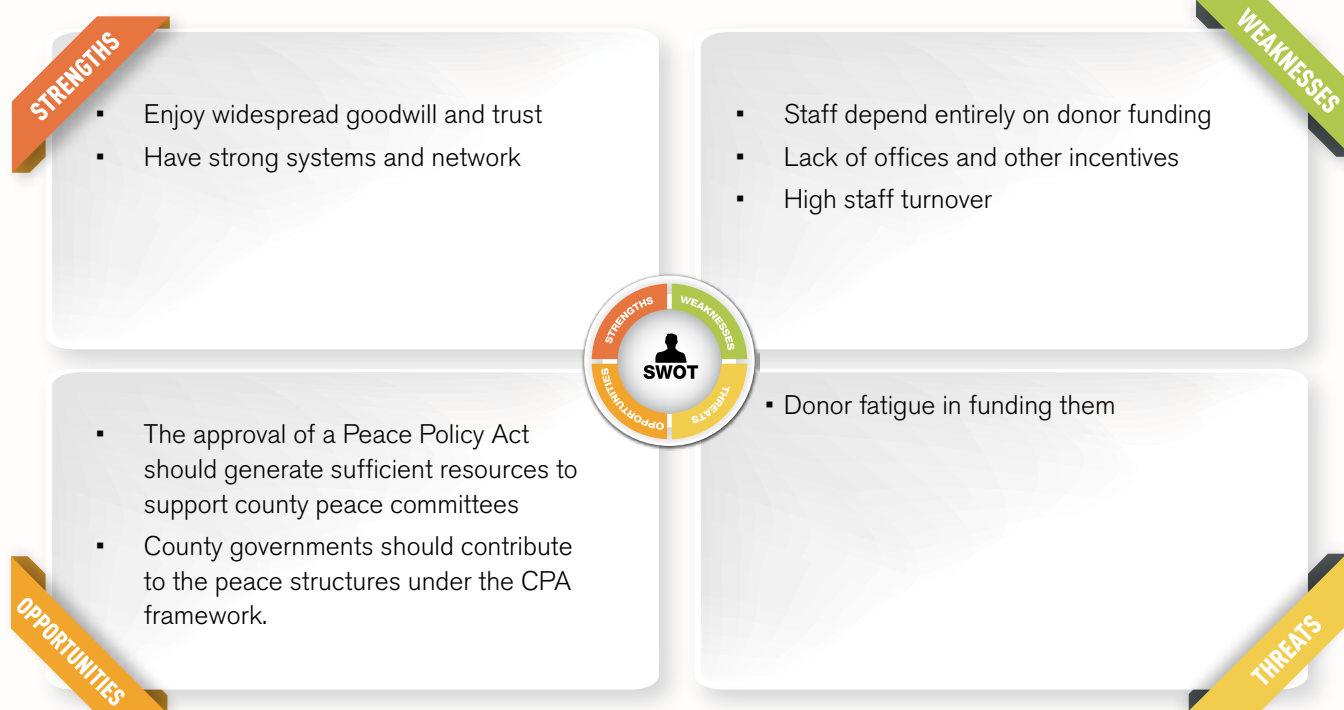 STRENGTHS
▪ Enjoy widespread goodwill and trust
▪ Have strong systems and network
WEAKNESSES
▪ Staff depend entirely on donor funding
▪ Lack of offices and other incentives
▪ High staff turnover
STRENGTHS
WEAKNESSES
SWOT
OPPORTUNITIES
THREATS
OPPORTUNITIES
▪ The approval of a Peace Policy Act
should generate sufficient resources to
support county peace committees
▪ County governments should contribute
to the peace structures under the CPA
framework.
THREATS
▪ Donor fatigue in funding them